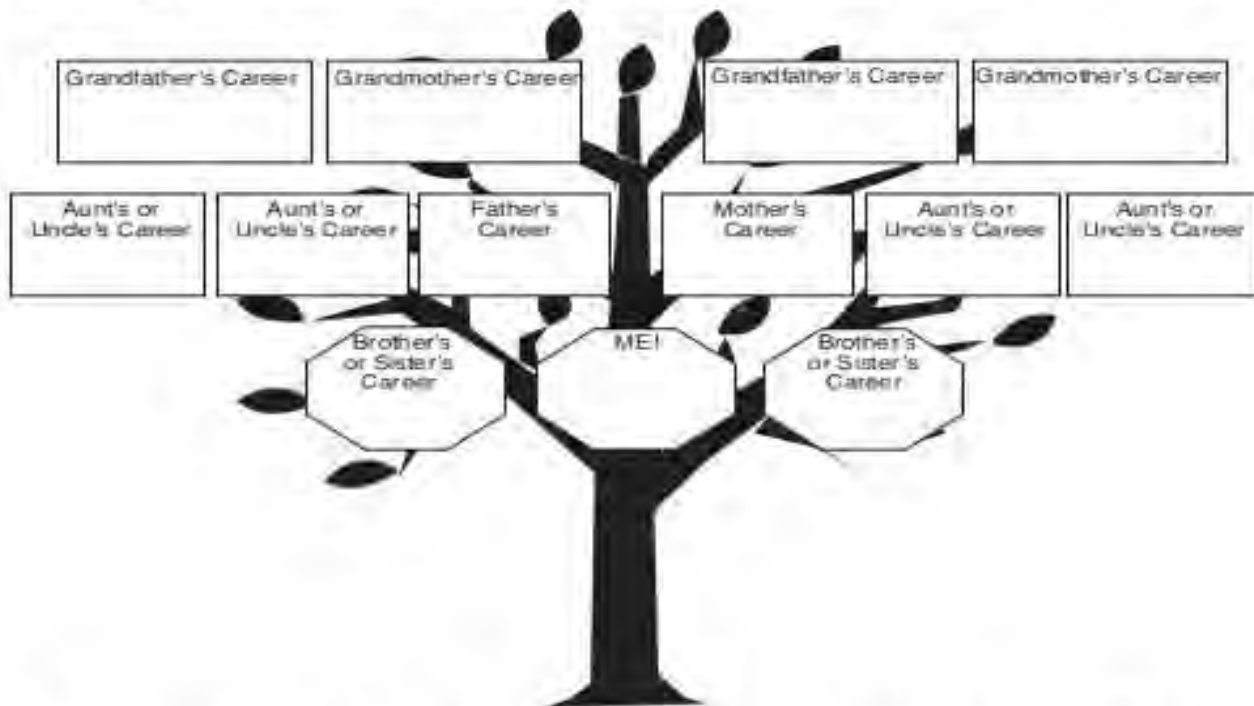 Grandfather's Career
Grandmother's Career
Grandfather's Career
Grandmother's Career
Aunt's or
Uncle's Career
Aunt's or
Uncle's Career
Father's
Career
Mother's
Career
Aunt's or
Uncle's Career
Aunt's or
Uncle's Career
Brother's
or Sister's
Career
ME!
Brother's
or Sister's
Career